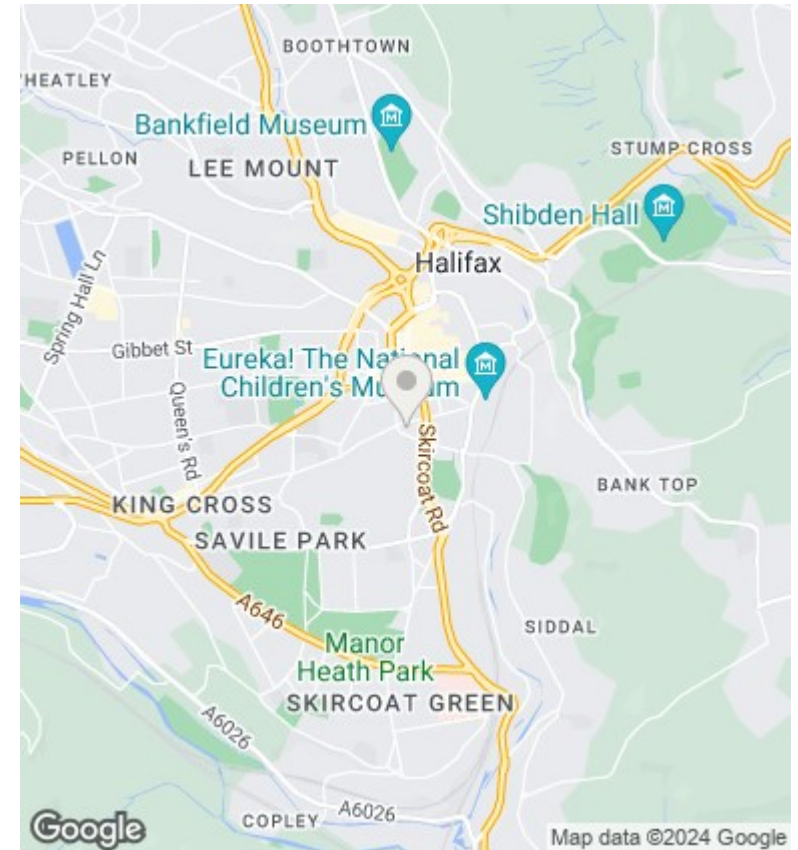 BOOTHTOWN
HEATLEY
Bankfield Museum
PELLON
LEE MOUNT
STUMP CROSS
Shibden Hall
Halifax
Spring Hall Ln
Gibbet St
Eureka! The National
Children's M um
Queen's Rd
Skircoat Rd
BANK TOP
KING CROSS
SAVILE PARK
A646
SIDDAL
Manor
Heath Park
SKIRCOAT GREEN
A6026
COPLEY
A6026
Google
Map data ©2024 Google